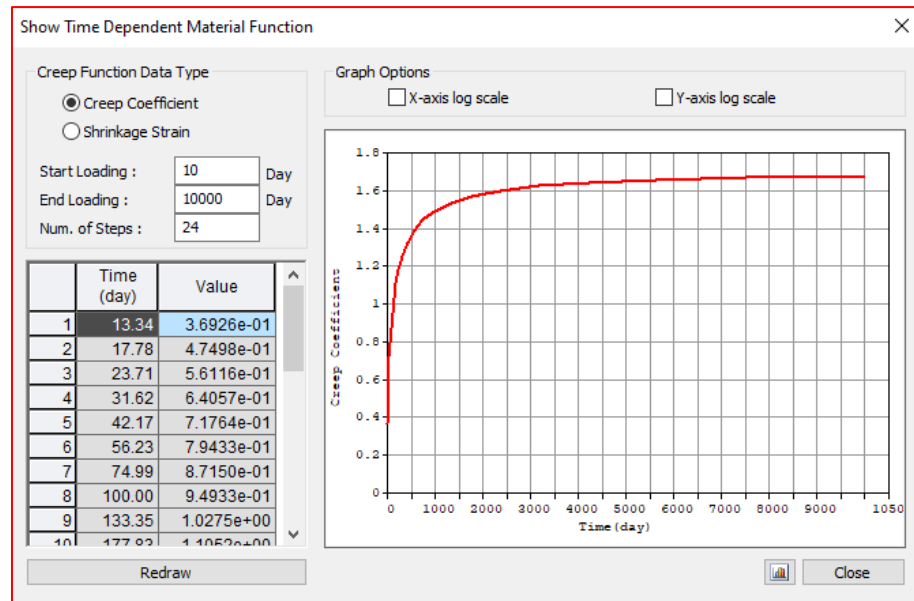 Show Time Dependent Material Function
Creep Function Data Type
Creep Coefficient
Shrinkage Strain
Start Loading : 10 Day
End Loading : 10000 Day
Num. of Steps : 24
Time (day) Value
1 13.34 3.6926e-01
2 17.78 4.7498e-01
3 23.71 5.6116e-01
4 31.62 6.4057e-01
5 42.17 7.1764e-01
6 56.23 7.9433e-01
7 74.99 8.7150e-01
8 100.00 9.4933e-01
9 133.35 1.0275e+00
10 177.83 1.1052e+00
Redraw
Graph Options
X-axis log scale
Y-axis log scale
1.8
1.6
1.4
1.2
1
0.8
0.6
0.4
0.2
0
Creep Coefficient
0 1000 2000 3000 4000 5000 6000 7000 8000 9000 1050
Time(day)
Close